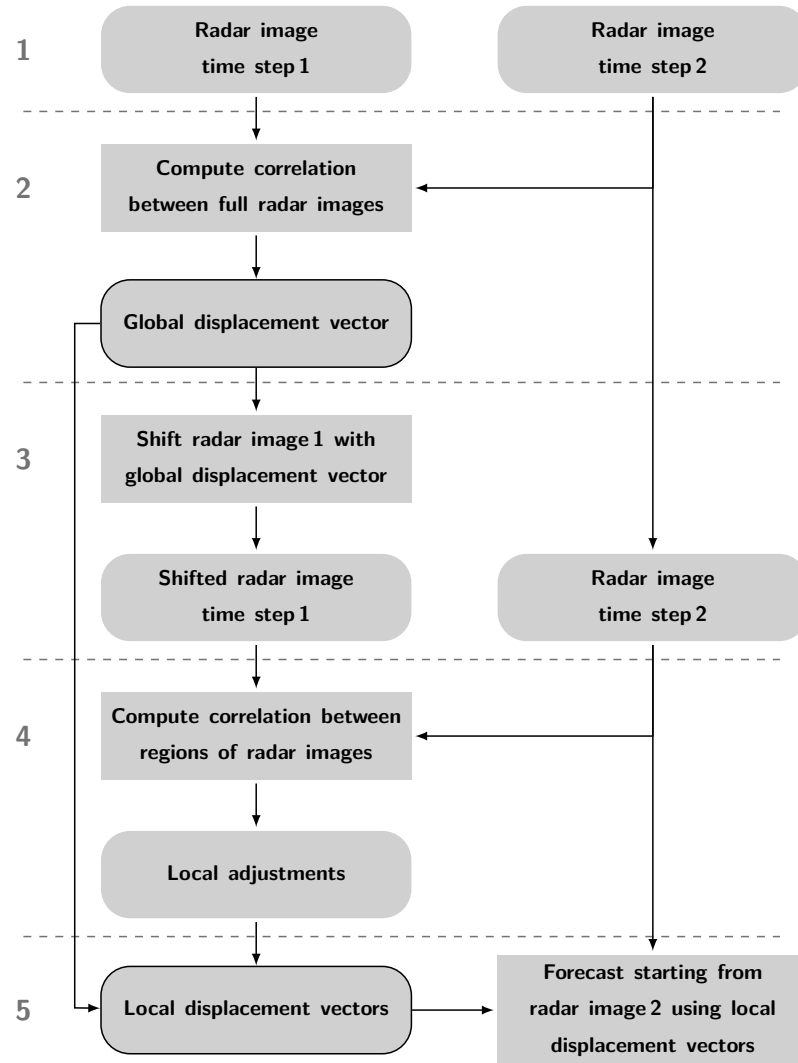 1
Radar image
time step 1
Radar image
time step 2
2
Compute correlation
between full radar images
Global displacement vector
3
Shift radar image 1 with
global displacement vector
Shifted radar image
time step 1
Radar image
time step 2
4
Compute correlation between
regions of radar images
Local adjustments
5
Local displacement vectors
Forecast starting from
radar image 2 using local
displacement vectors